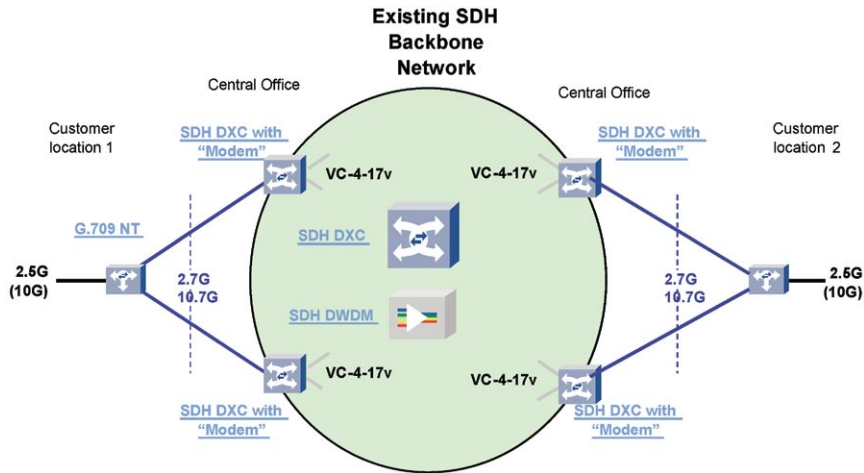 Existing SDH
Backbone
Network
Central Office
Central Office
Customer
location 1
SDH DXC with
“Modem”
VC-4-17v
VC-4-17v
SDH DXC with
“Modem”
Customer
location 2
G.709 NT
SDH DXC
2.5G
(10G)
2.7G
10.7G
2.7G
10.7G
2.5G
(10G)
SDH DWDM
VC-4-17v
VC-4-17v
SDH DXC with
“Modem”
SDH DXC with
“Modem”